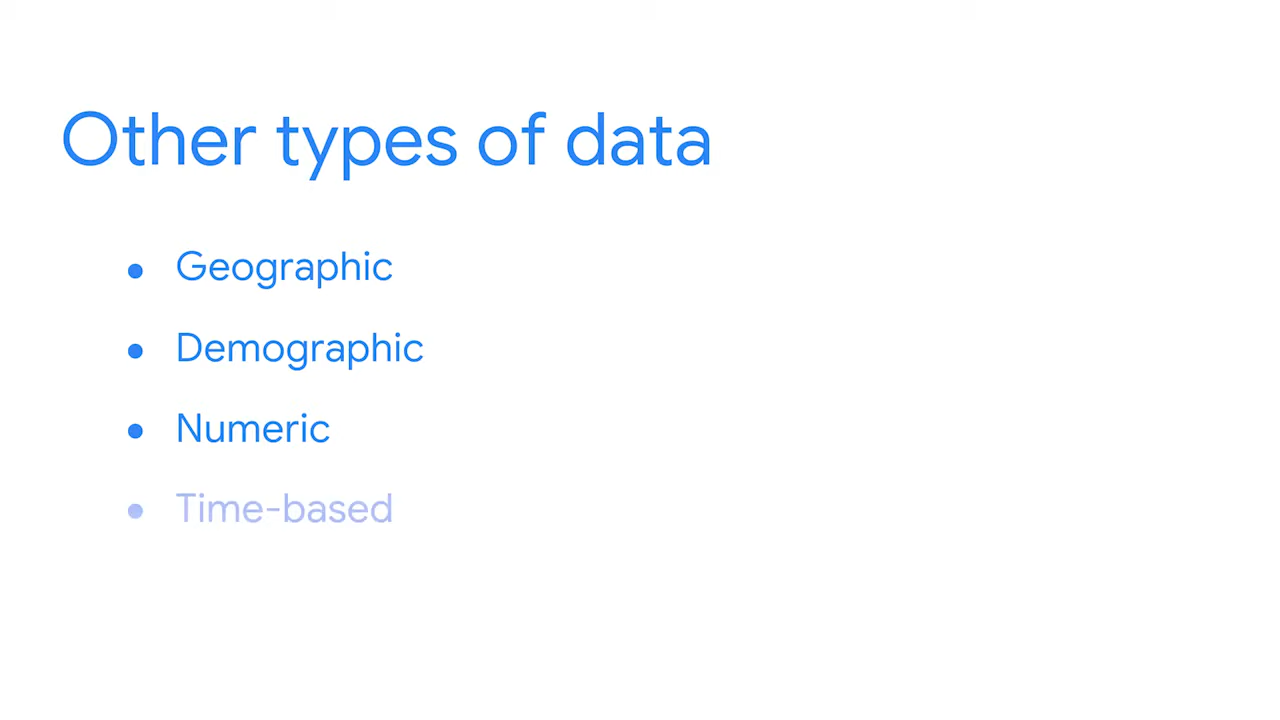 Other types of data
● Geographic
● Demographic
● Numeric
● Time-based